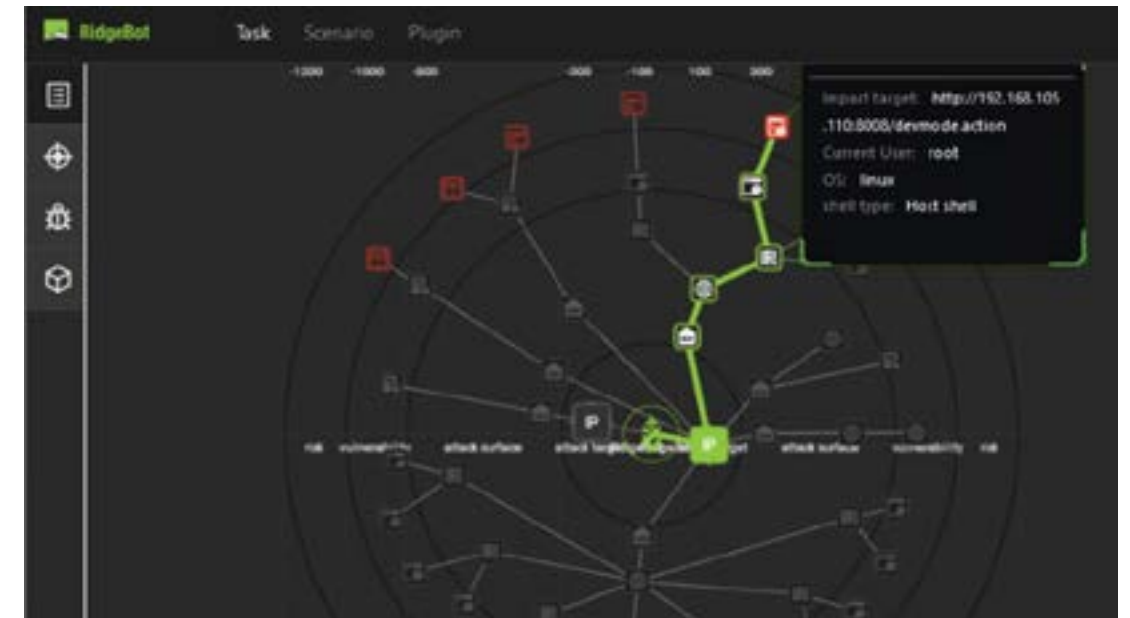 RidgeBot Task Scenario Plugin
-1200 -1000 -800 -300 -100 100 300
Impact target: http://192.168.105
.110:8008/devmode.action
Current User: root
OS: linux
shell type: Host shell
IP
IP
risk vulnerability attack surface attack target attack surface vulnerability risk